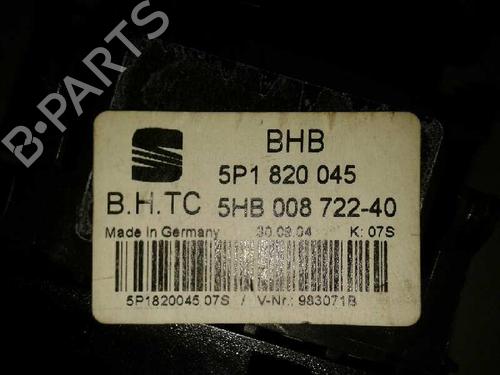 B-PARTS
BHB
5P1 820 045
B.H.TC 5HB 008 722-40
Made in Germany 30.09.04 K: 07S
5P1820045 07S / V-Nr.: 983071B